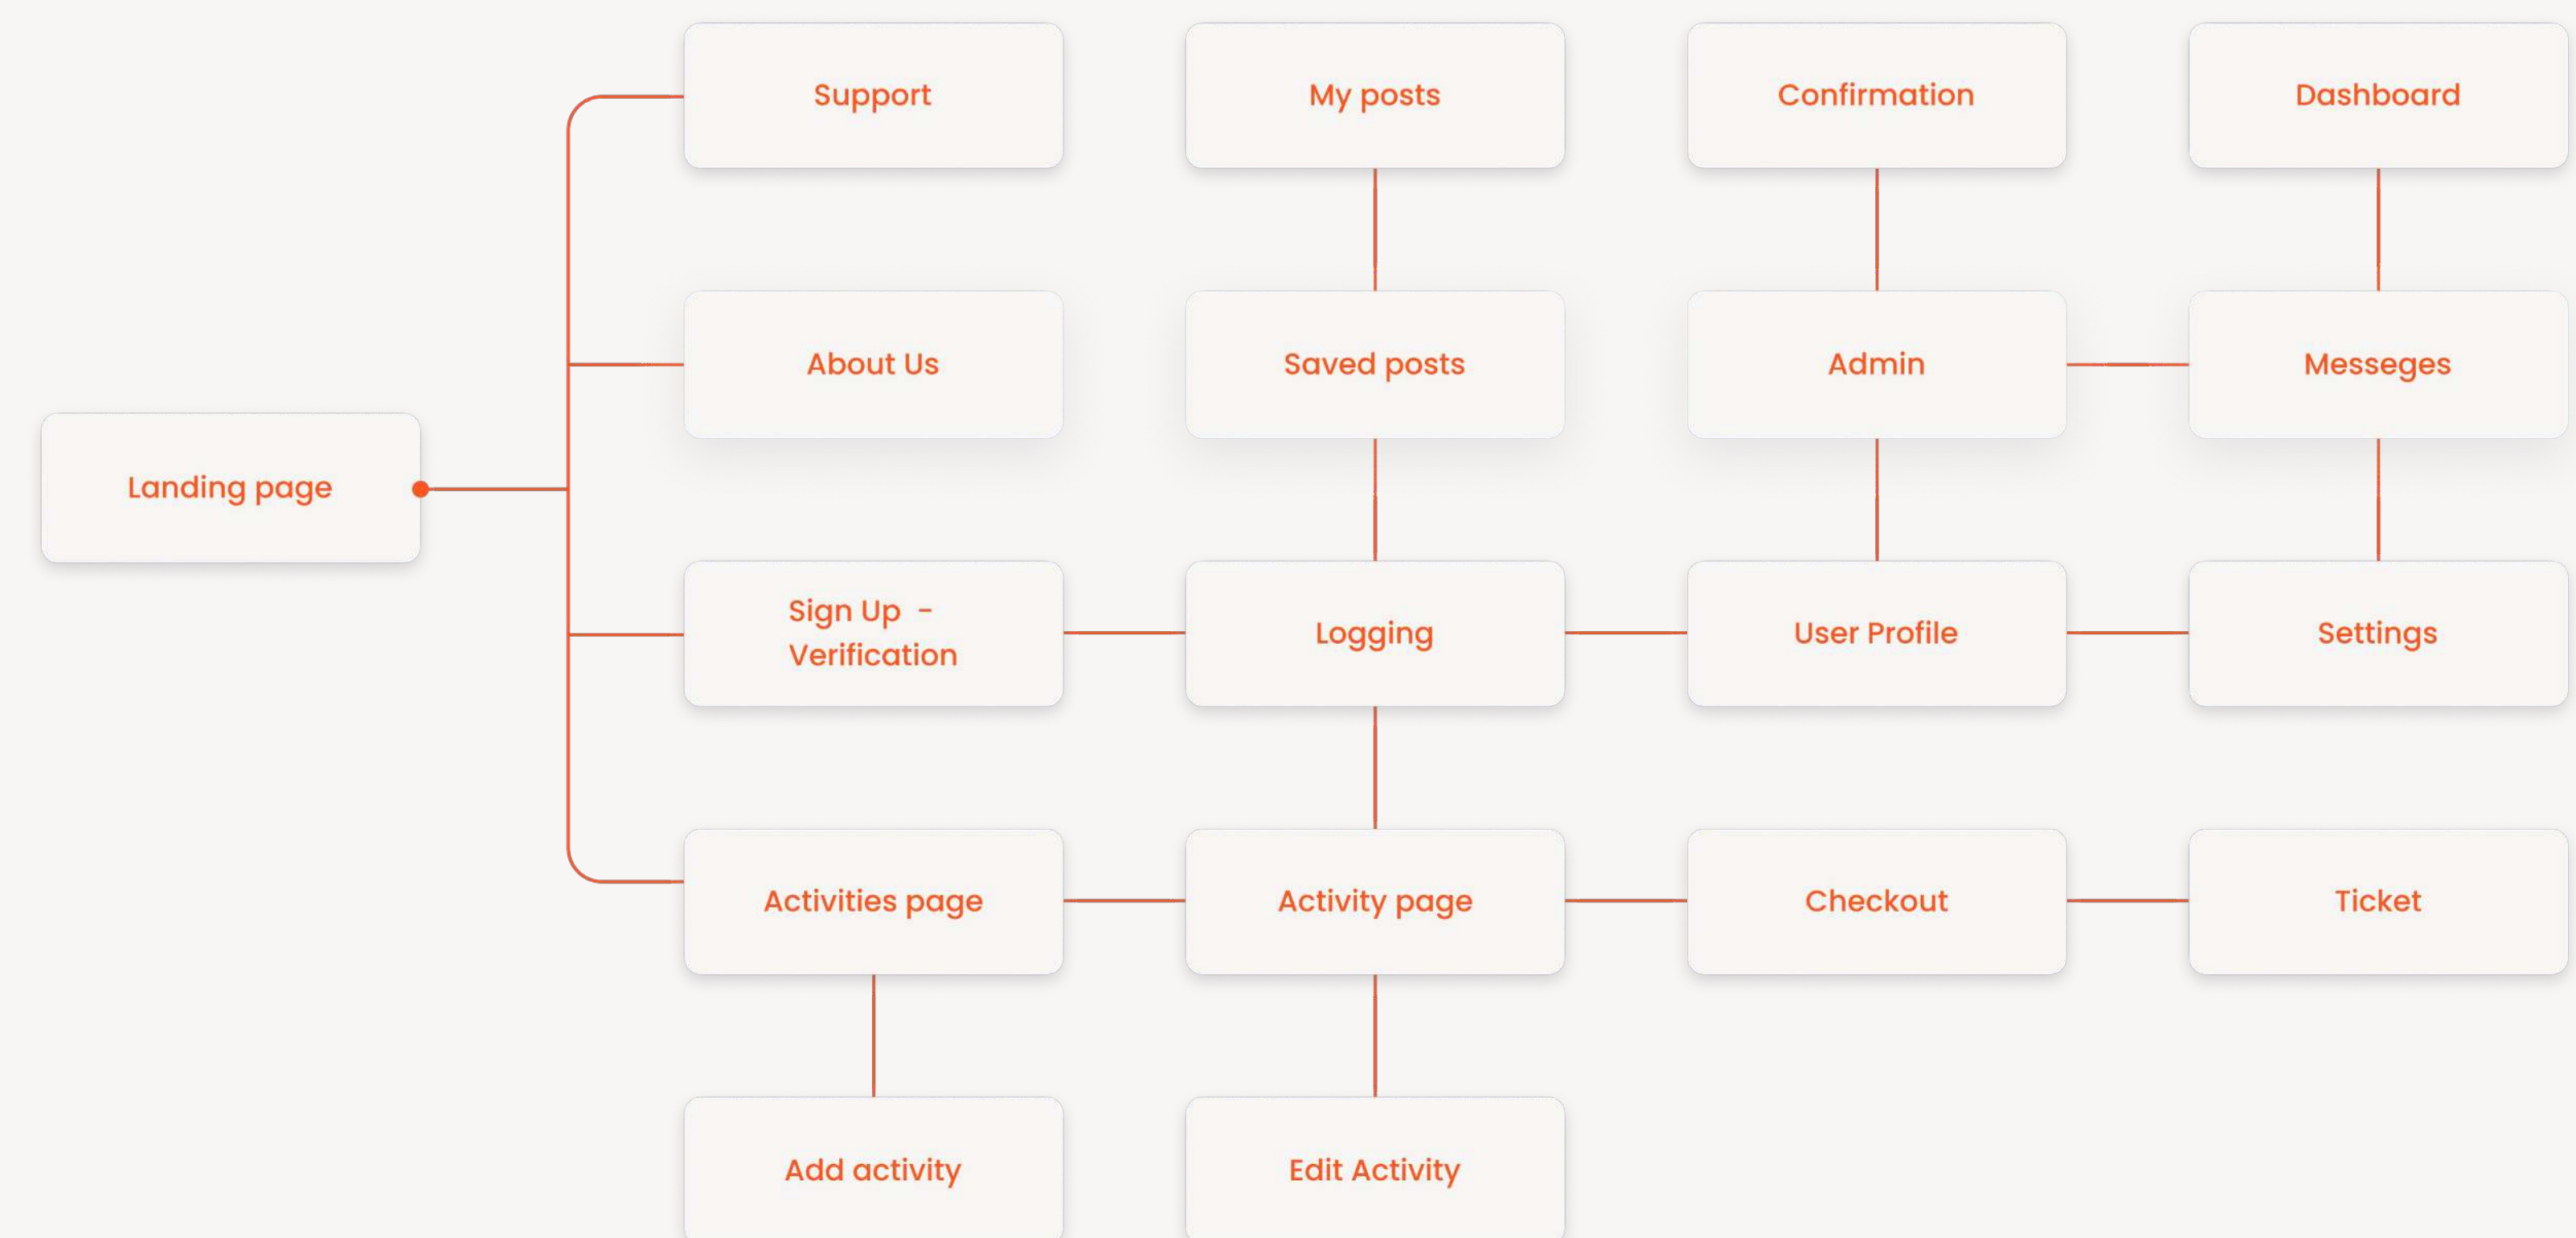 Support
My posts
Confirmation
Dashboard
About Us
Saved posts
Admin
Messeges
Landing page
Sign Up -
Verification
Logging
User Profile
Settings
Activities page
Activity page
Checkout
Ticket
Add activity
Edit Activity